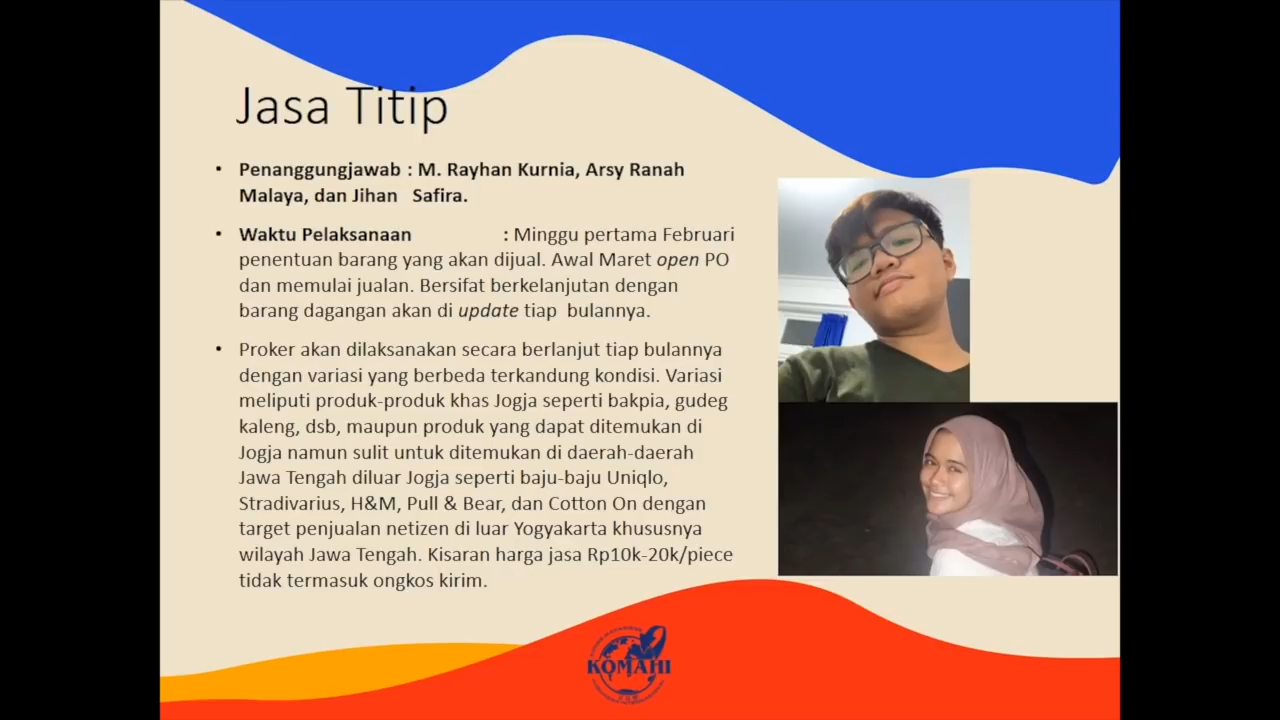 Jasa Titip
• Penanggungjawab : M. Rayhan Kurnia, Arsy Ranah
Malaya, dan Jihan Safira.
• Waktu Pelaksanaan : Minggu pertama Februari
penentuan barang yang akan dijual. Awal Maret open PO
dan memulai jualan. Bersifat berkelanjutan dengan
barang dagangan akan di update tiap bulannya.
• Proker akan dilaksanakan secara berlanjut tiap bulannya
dengan variasi yang berbeda terkandung kondisi. Variasi
meliputi produk-produk khas Jogja seperti bakpia, gudeg
kaleng, dsb, maupun produk yang dapat ditemukan di
Jogja namun sulit untuk ditemukan di daerah-daerah
Jawa Tengah diluar Jogja seperti baju-baju Uniqlo,
Stradivarius, H&M, Pull & Bear, dan Cotton On dengan
target penjualan netizen di luar Yogyakarta khususnya
wilayah Jawa Tengah. Kisaran harga jasa Rp10k-20k/piece
tidak termasuk ongkos kirim.
KOMAHI